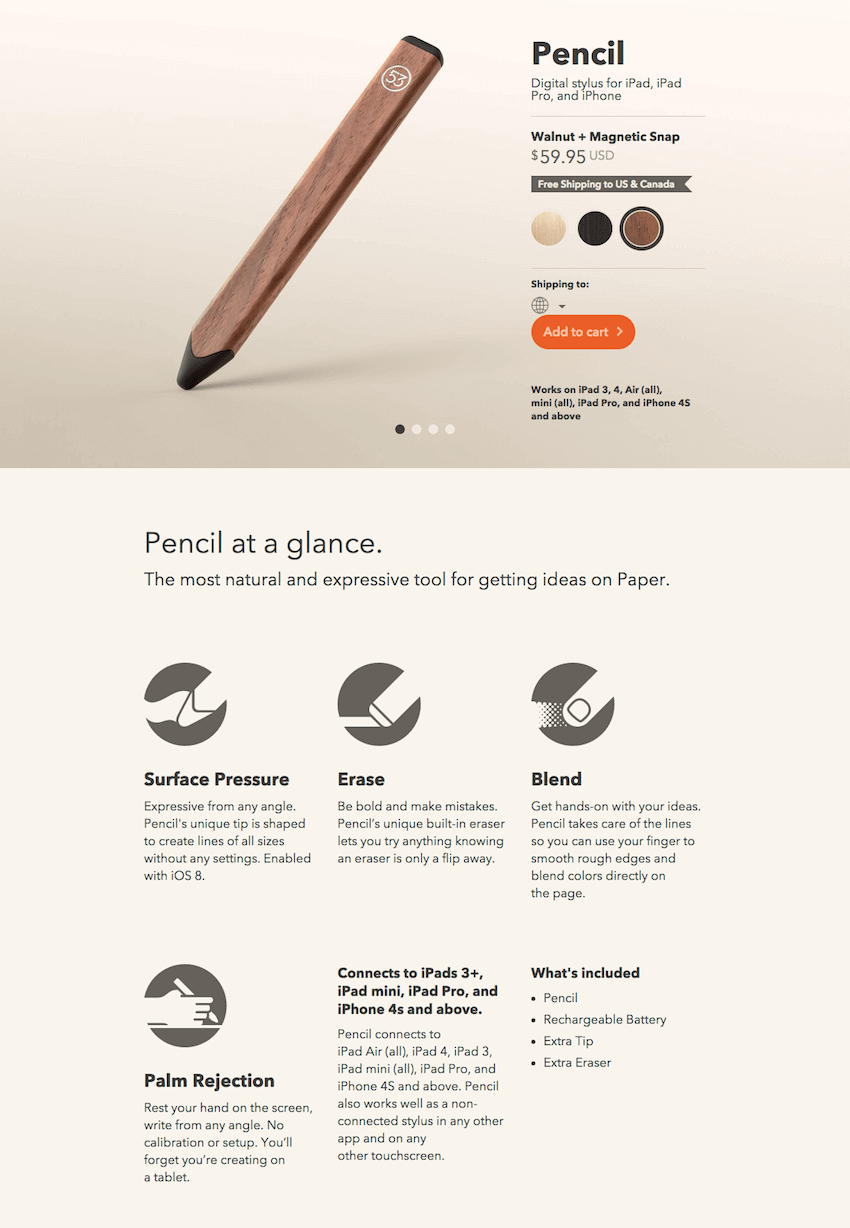 53
Pencil
Digital stylus for iPad, iPad
Pro, and iPhone
Walnut + Magnetic Snap
$59.95 USD
Free Shipping to US & Canada
Shipping to:
Add to cart
Works on iPad 3, 4, Air (all),
mini (all), iPad Pro, and iPhone 4S
and above
Pencil at a glance.
The most natural and expressive tool for getting ideas on Paper.
Surface Pressure
Expressive from any angle.
Pencil's unique tip is shaped
to create lines of all sizes
without any settings. Enabled
with iOS 8.
Erase
Be bold and make mistakes.
Pencil’s unique built-in eraser
lets you try anything knowing
an eraser is only a flip away.
Blend
Get hands-on with your ideas.
Pencil takes care of the lines
so you can use your finger to
smooth rough edges and
blend colors directly on
the page.
Palm Rejection
Rest your hand on the screen,
write from any angle. No
calibration or setup. You’ll
forget you’re creating on
a tablet.
Connects to iPads 3+,
iPad mini, iPad Pro, and
iPhone 4s and above.
Pencil connects to
iPad Air (all), iPad 4, iPad 3,
iPad mini (all), iPad Pro, and
iPhone 4S and above. Pencil
also works well as a non-
connected stylus in any other
app and on any
other touchscreen.
What's included
• Pencil
• Rechargeable Battery
• Extra Tip
• Extra Eraser